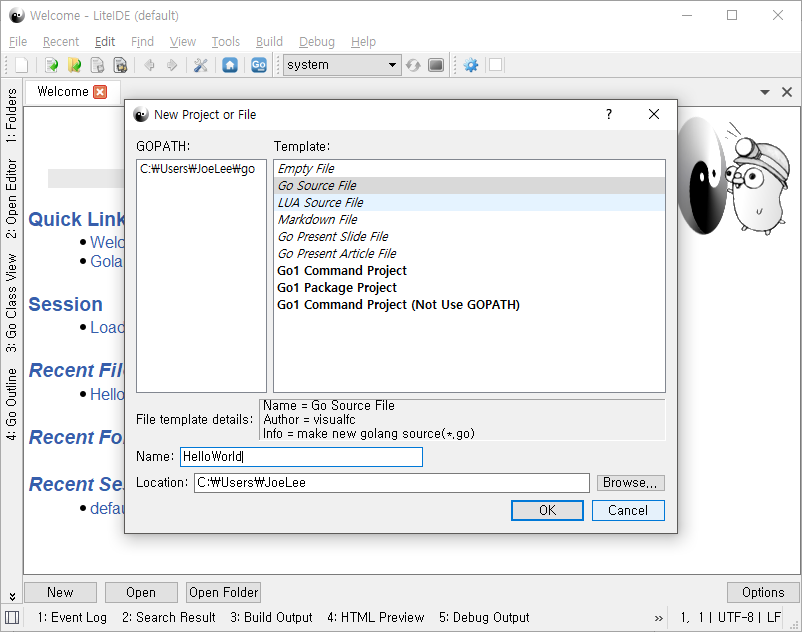 Welcome - LiteIDE (default)
File Recent Edit Find View Tools Build Debug Help
Go system
Welcome
1: Folders
2: Open Editor
3: Go Class View
4: Go Outline
Quick Link
Welc
Gola
Session
Load
Recent File
Hello
Recent Fo
Recent Se
defau
New Project or File ?
GOPATH: Template:
C:₩Users₩JoeLee₩go
Empty File
Go Source File
LUA Source File
Markdown File
Go Present Slide File
Go Present Article File
Go1 Command Project
Go1 Package Project
Go1 Command Project (Not Use GOPATH)
File template details:
Name = Go Source File
Author = visualfc
Info = make new golang source(*.go)
Name: HelloWorld
Location: C:₩Users₩JoeLee Browse...
OK Cancel
New Open Open Folder Options
1: Event Log 2: Search Result 3: Build Output 4: HTML Preview 5: Debug Output » 1, 1 | UTF-8 | LF